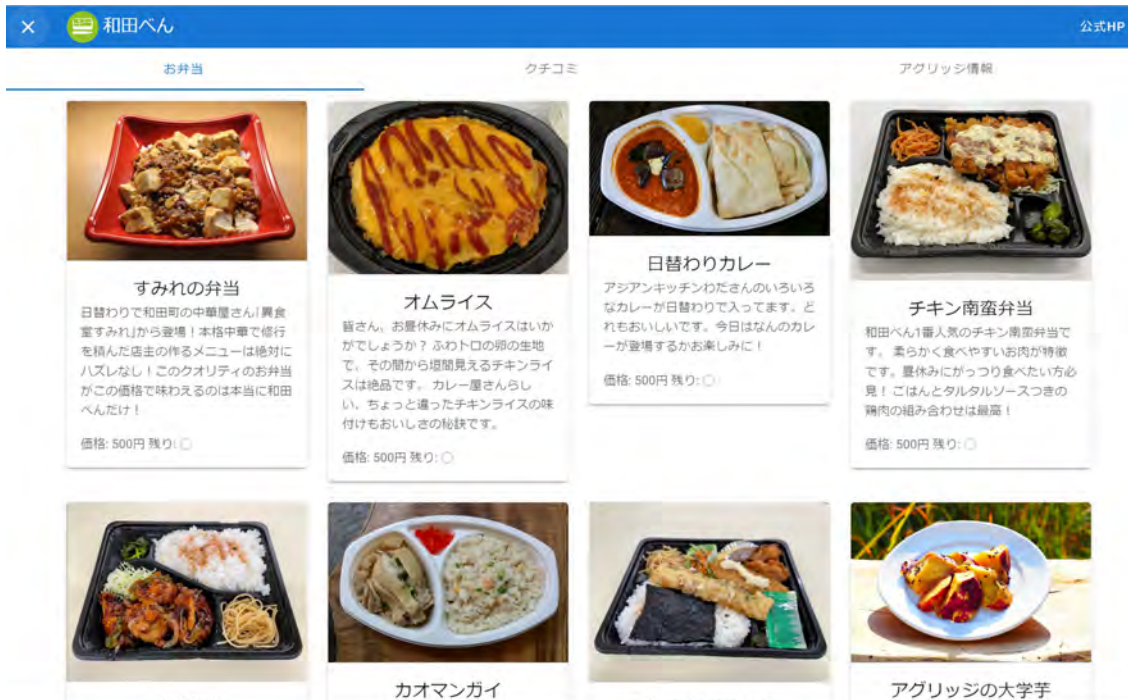 × 和田べん 公式HP
お弁当 クチコミ アグリッジ情報
すみれの弁当
日替わりで和田町の中華屋さん「異食
室すみれ」から登場！本格中華で修行
を積んだ店主の作るメニューは絶対に
ハズレなし！このクオリティのお弁当
がこの価格で味わえるのは本当に和田
べんだけ！
価格: 500円 残り:○
オムライス
皆さん、お昼休みにオムライスはいか
がでしょうか？ ふわトロの卵の生地
で、その間から垣間見えるチキンライ
スは絶品です。 カレー屋さんらし
い、ちょっと違ったチキンライスの味
付けもおいしさの秘訣です。
価格: 500円 残り:○
日替わりカレー
アジアンキッチンわださんのいろいろ
なカレーが日替わりで入ってます。ど
れもおいしいです。今日はなんのカレ
ーが登場するかお楽しみに！
価格: 500円 残り:○
チキン南蛮弁当
和田べん1番人気のチキン南蛮弁当で
す。 柔らかく食べやすいお肉が特徴
です。昼休みにがっつり食べたい方必
見！ ごはんとタルタルソースつきの
鶏肉の組み合わせは最高！
価格: 500円 残り:○
カオマンガイ
アグリッジの大学芋